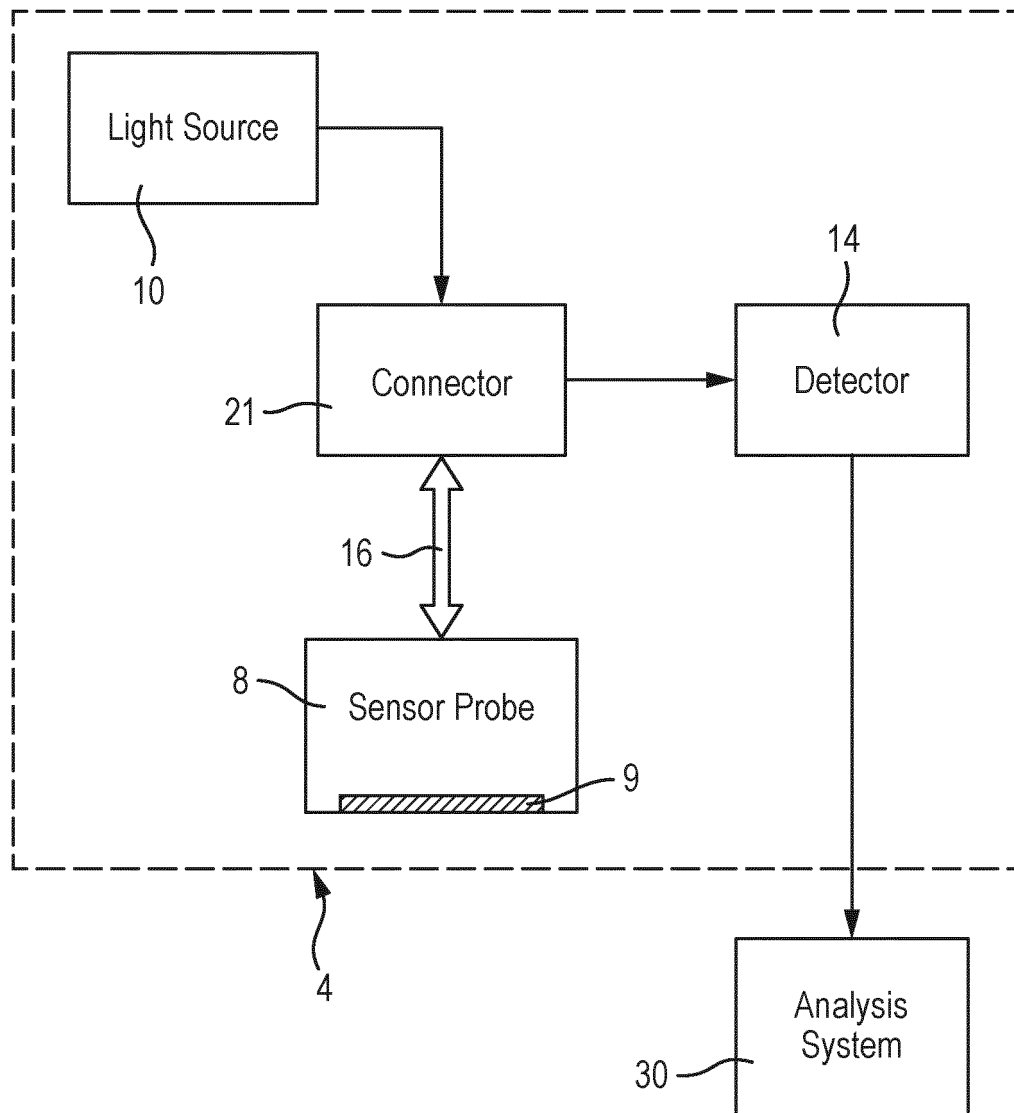 Light Source
10
14
Connector
Detector
21
16
8
Sensor Probe
9
4
Analysis
System
30